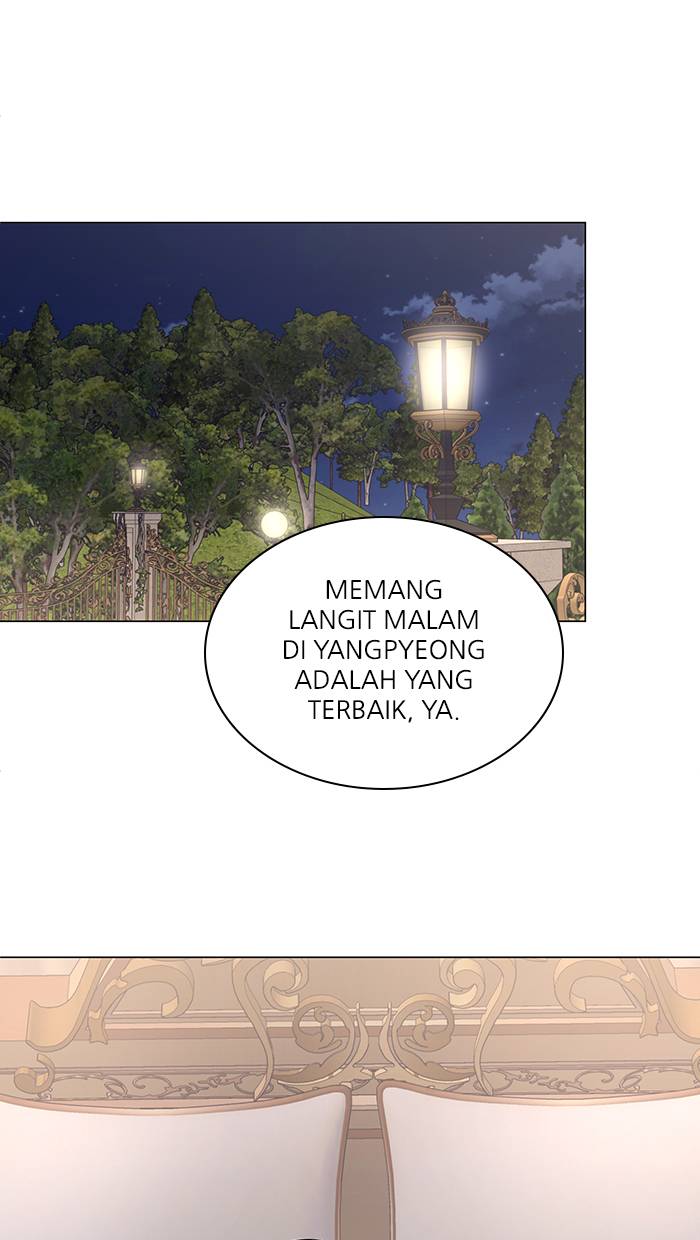 MEMANG
LANGIT MALAM
DI YANGPYEONG
ADALAH YANG
TERBAIK, YA.